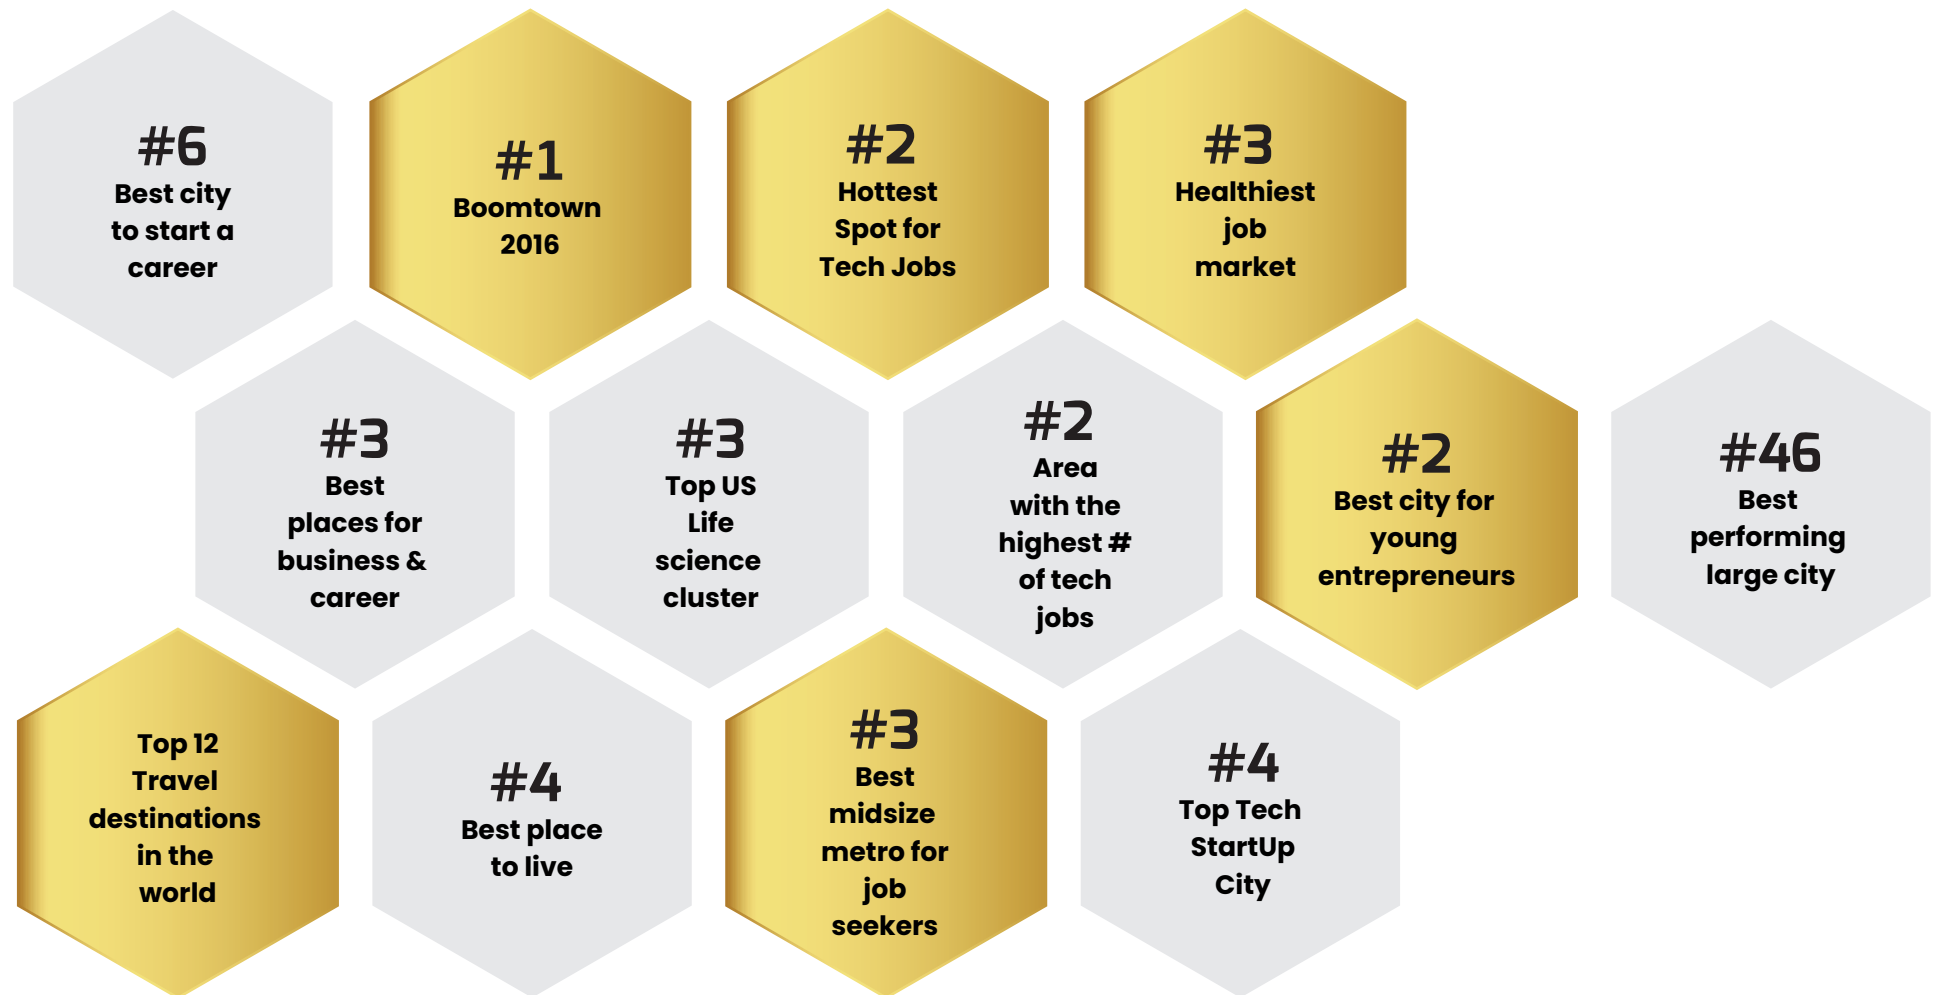 #6
Best city
to start a
career
#1
Boomtown
2016
#2
Hottest
Spot for
Tech Jobs
#3
Healthiest
job
market
#3
Best
places for
business &
career
#3
Top US
Life
science
cluster
#2
Area
with the
highest #
of tech
jobs
#2
Best city for
young
entrepreneurs
#46
Best
performing
large city
Top 12
Travel
destinations
in the
world
#4
Best place
to live
#3
Best
midsize
metro for
job
seekers
#4
Top Tech
StartUp
City